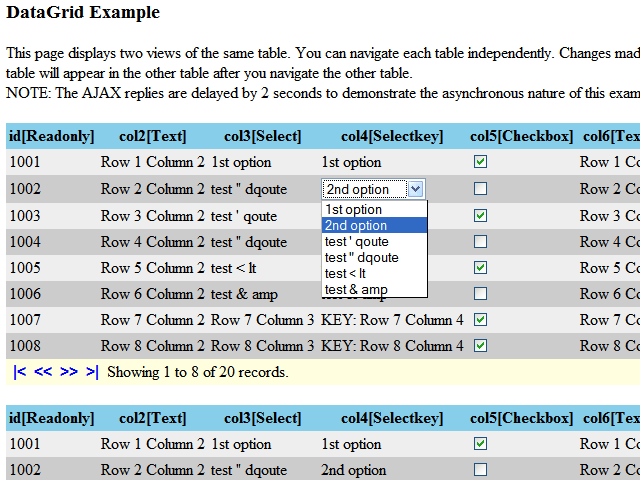 DataGrid Example
This page displays two views of the same table. You can navigate each table independently. Changes mad
table will appear in the other table after you navigate the other table.
NOTE: The AJAX replies are delayed by 2 seconds to demonstrate the asynchronous nature of this exam
id[Readonly] col2[Text] col3[Select] col4[Selectkey] col5[Checkbox] col6[Tex
1001 Row 1 Column 2 1st option 1st option Row 1 Co
1002 Row 2 Column 2 test " dqoute 2nd option Row 2 Co
1st option
1003 Row 3 Column 2 test ' qoute Row 3 Co
2nd option
1004 Row 4 Column 2 test " dqoute test ' qoute Row 4 Co
test " dqoute
1005 Row 5 Column 2 test < lt test < lt Row 5 Co
1006 Row 6 Column 2 test & amp test & amp Row 6 Co
1007 Row 7 Column 2 Row 7 Column 3 KEY: Row 7 Column 4 Row 7 Co
1008 Row 8 Column 2 Row 8 Column 3 KEY: Row 8 Column 4 Row 8 Co
|< << >> >| Showing 1 to 8 of 20 records.
id[Readonly] col2[Text] col3[Select] col4[Selectkey] col5[Checkbox] col6[Tex
1001 Row 1 Column 2 1st option 1st option Row 1 Co
1002 Row 2 Column 2 test " dqoute 2nd option Row 2 Co